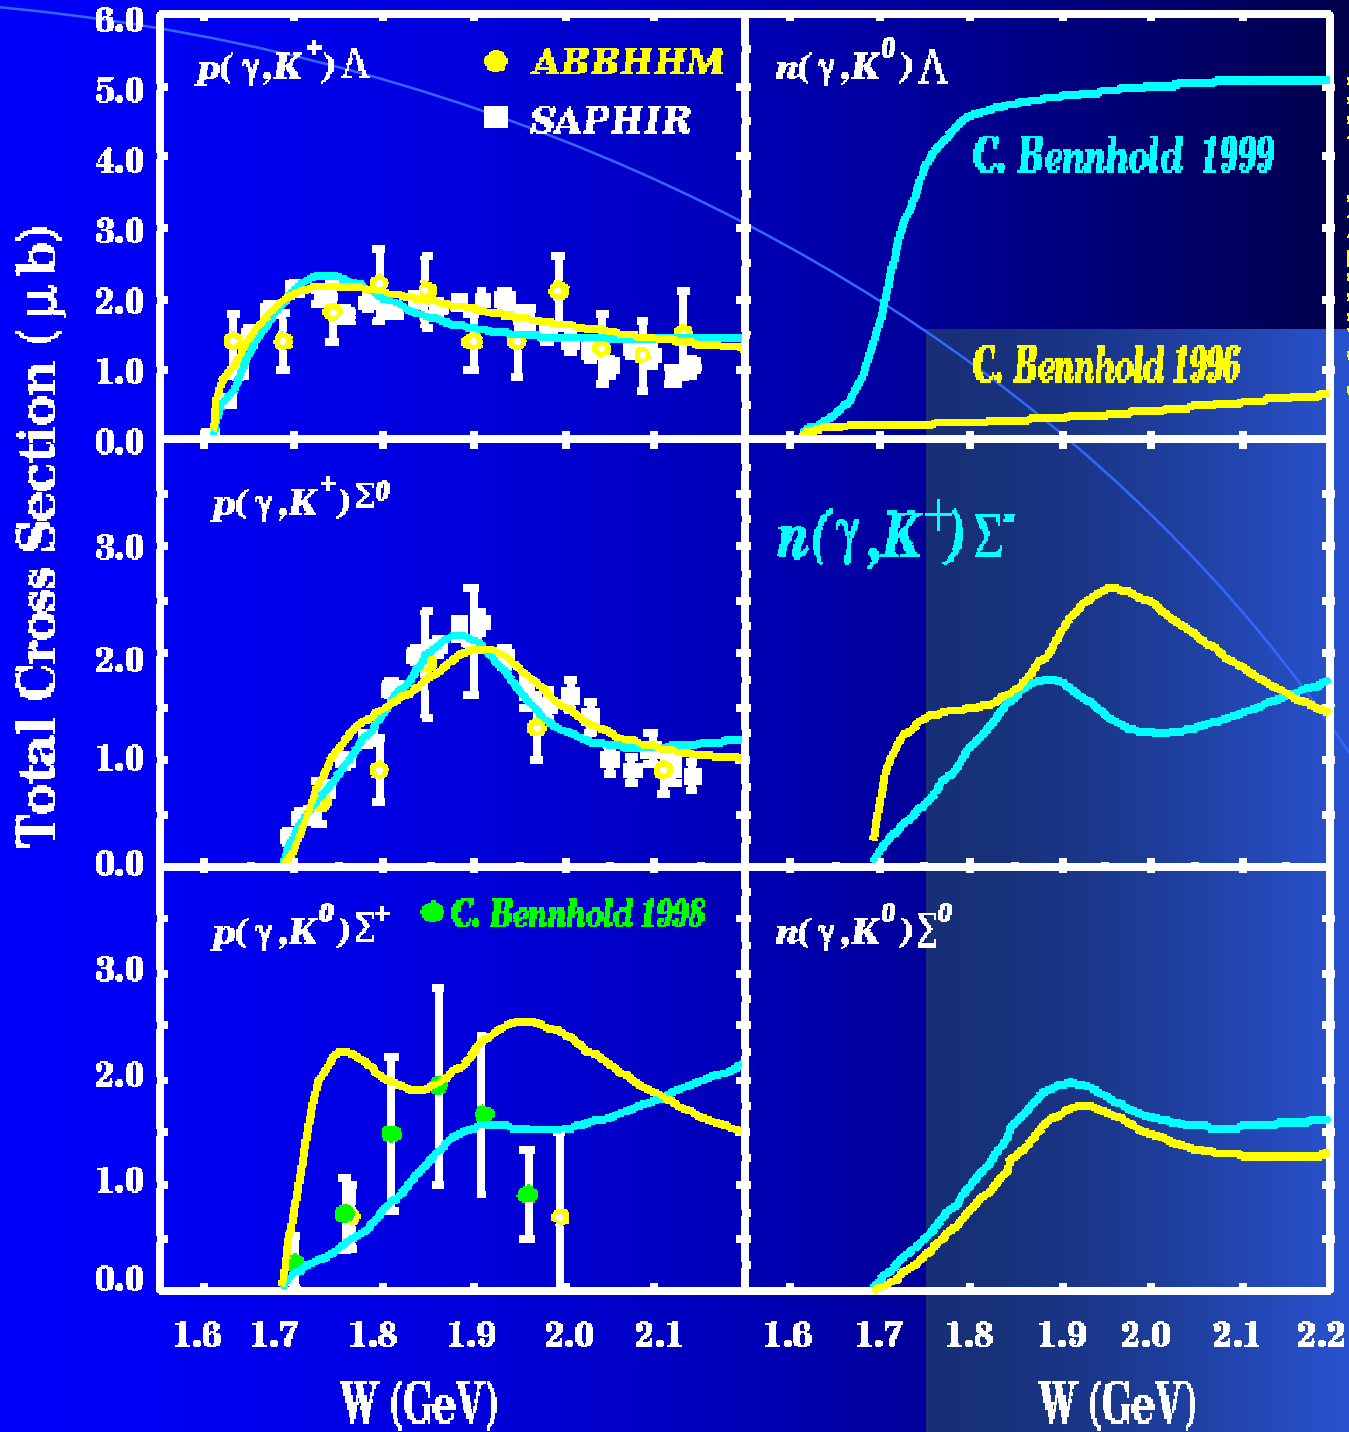 Total Cross Section (μb)
6.0
5.0
4.0
3.0
2.0
1.0
0.0
p(γ,K⁺)Λ
ABBHHM
SAPHIR
n(γ,K⁰)Λ
C. Bennhold 1999
C. Bennhold 1996
3.0
2.0
1.0
0.0
p(γ,K⁺)Σ⁰
n(γ,K⁺)Σ⁻
3.0
2.0
1.0
0.0
p(γ,K⁰)Σ⁺
C. Bennhold 1998
n(γ,K⁰)Σ⁰
1.6 1.7 1.8 1.9 2.0 2.1 1.6 1.7 1.8 1.9 2.0 2.1 2.2
W (GeV) W (GeV)